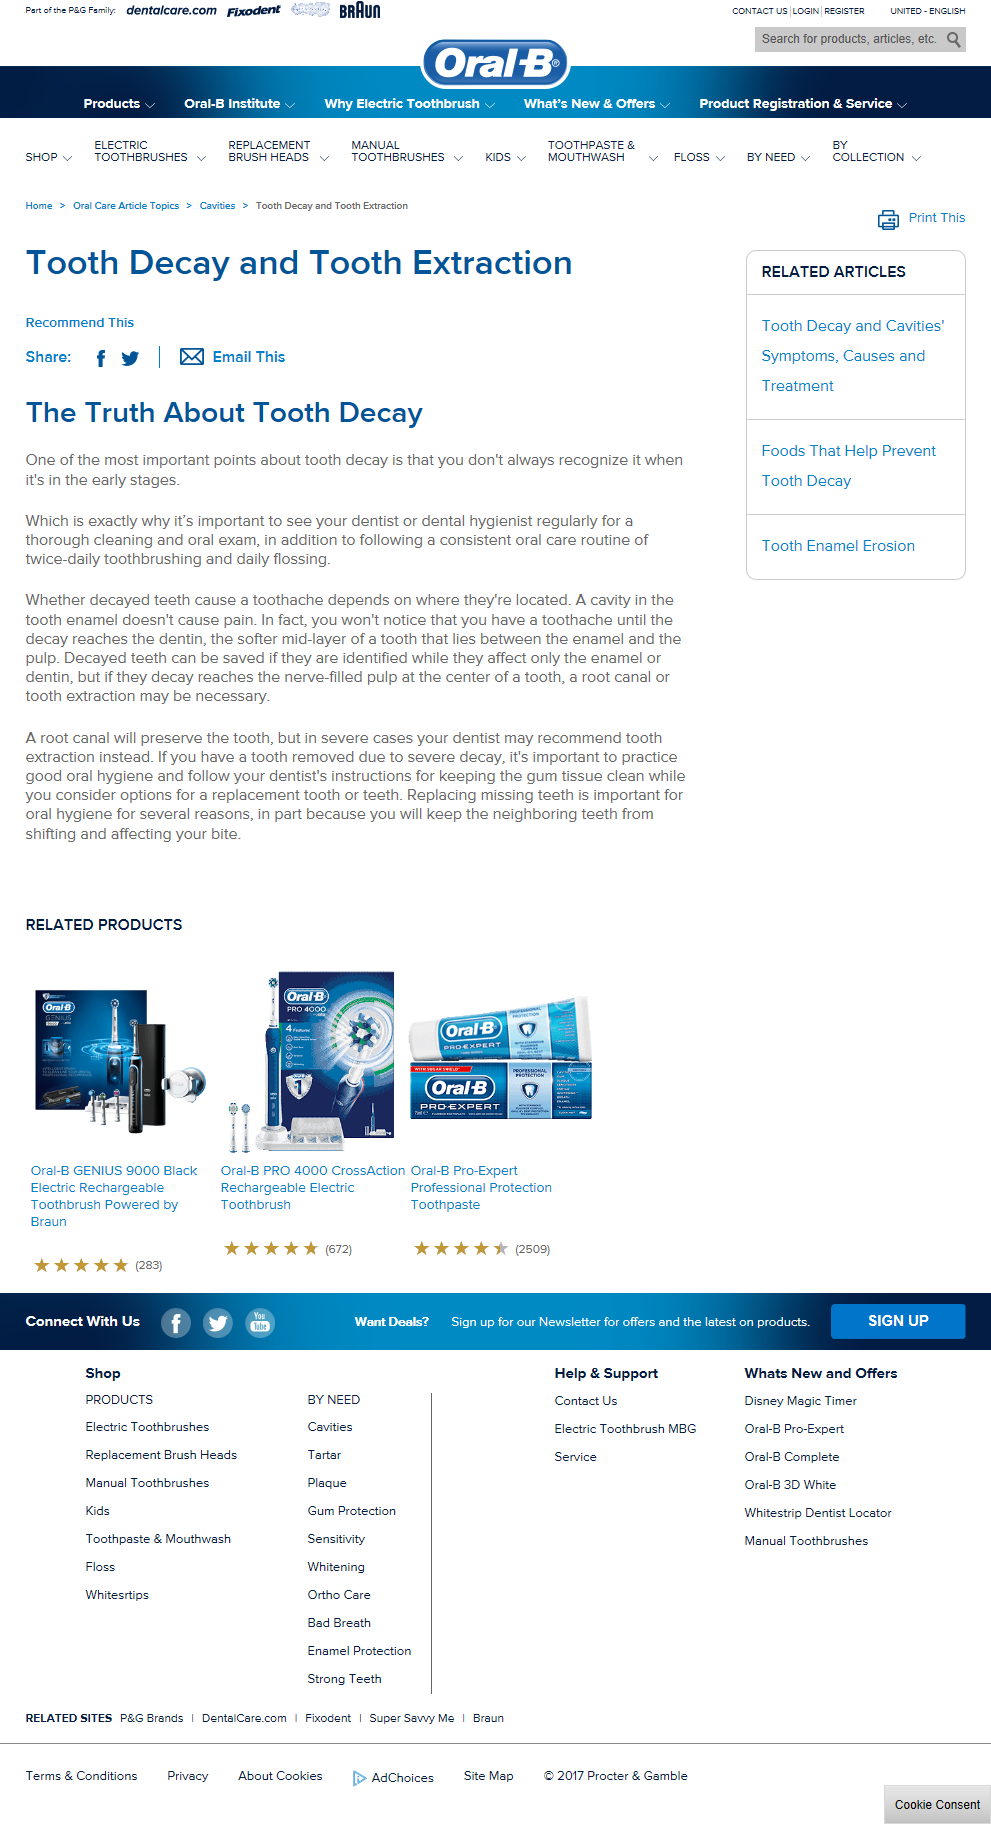 Part of the P&G Family: dentalcare.com Fixodent BRAUN
CONTACT US | LOGIN | REGISTER UNITED - ENGLISH
Search for products, articles, etc.
Oral-B®
Products Oral-B Institute Why Electric Toothbrush What's New & Offers Product Registration & Service
SHOP ELECTRIC TOOTHBRUSHES REPLACEMENT BRUSH HEADS MANUAL TOOTHBRUSHES KIDS TOOTHPASTE & MOUTHWASH FLOSS BY NEED BY COLLECTION
Home > Oral Care Article Topics > Cavities > Tooth Decay and Tooth Extraction
Print This
Tooth Decay and Tooth Extraction
Recommend This
Share: Email This
The Truth About Tooth Decay
One of the most important points about tooth decay is that you don't always recognize it when
it's in the early stages.
Which is exactly why it's important to see your dentist or dental hygienist regularly for a
thorough cleaning and oral exam, in addition to following a consistent oral care routine of
twice-daily toothbrushing and daily flossing.
Whether decayed teeth cause a toothache depends on where they're located. A cavity in the
tooth enamel doesn't cause pain. In fact, you won't notice that you have a toothache until the
decay reaches the dentin, the softer mid-layer of a tooth that lies between the enamel and the
pulp. Decayed teeth can be saved if they are identified while they affect only the enamel or
dentin, but if they decay reaches the nerve-filled pulp at the center of a tooth, a root canal or
tooth extraction may be necessary.
A root canal will preserve the tooth, but in severe cases your dentist may recommend tooth
extraction instead. If you have a tooth removed due to severe decay, it's important to practice
good oral hygiene and follow your dentist's instructions for keeping the gum tissue clean while
you consider options for a replacement tooth or teeth. Replacing missing teeth is important for
oral hygiene for several reasons, in part because you will keep the neighboring teeth from
shifting and affecting your bite.
RELATED ARTICLES
Tooth Decay and Cavities'
Symptoms, Causes and
Treatment
Foods That Help Prevent
Tooth Decay
Tooth Enamel Erosion
RELATED PRODUCTS
Oral-B
GENIUS
Oral-B
PRO 4000
4 Features
1
Oral-B
PRO-EXPERT
PROFESSIONAL
PROTECTION
Oral-B
PRO-EXPERT
PROFESSIONAL
PROTECTION
Oral-B GENIUS 9000 Black
Electric Rechargeable
Toothbrush Powered by
Braun
(283)
Oral-B PRO 4000 CrossAction
Rechargeable Electric
Toothbrush
(672)
Oral-B Pro-Expert
Professional Protection
Toothpaste
(2509)
Connect With Us You Tube Want Deals? Sign up for our Newsletter for offers and the latest on products. SIGN UP
Shop
PRODUCTS
Electric Toothbrushes
Replacement Brush Heads
Manual Toothbrushes
Kids
Toothpaste & Mouthwash
Floss
Whitesrtips
BY NEED
Cavities
Tartar
Plaque
Gum Protection
Sensitivity
Whitening
Ortho Care
Bad Breath
Enamel Protection
Strong Teeth
Help & Support
Contact Us
Electric Toothbrush MBG
Service
Whats New and Offers
Disney Magic Timer
Oral-B Pro-Expert
Oral-B Complete
Oral-B 3D White
Whitestrip Dentist Locator
Manual Toothbrushes
RELATED SITES P&G Brands | DentalCare.com | Fixodent | Super Savvy Me | Braun
Terms & Conditions Privacy About Cookies AdChoices Site Map © 2017 Procter & Gamble
Cookie Consent